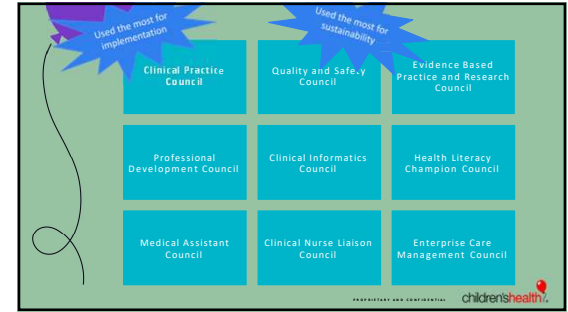 Used the most for
implementation
Used the most for
sustainability
Clinical Practice
Council
Quality and Safety
Council
Evidence Based
Practice and Research
Council
Professional
Development Council
Clinical Informatics
Council
Health Literacy
Champion Council
Medical Assistant
Council
Clinical Nurse Liaison
Council
Enterprise Care
Management Council
PROPRIETARY AND CONFIDENTIAL
children'shealth